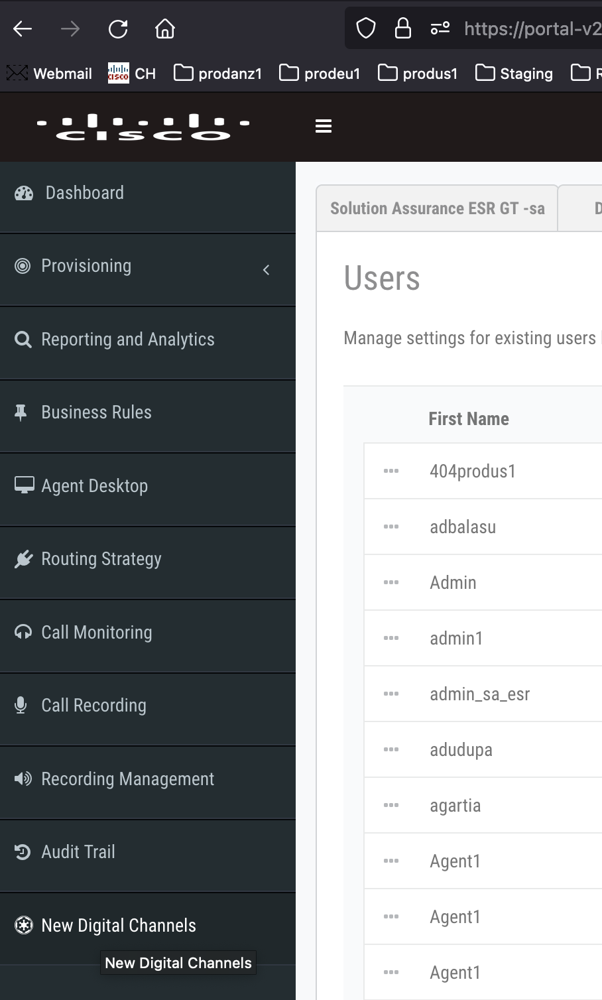 https://portal-v2
Webmail CH prodanz1 prodeu1 produs1 Staging
cisco
Dashboard
Provisioning
Reporting and Analytics
Business Rules
Agent Desktop
Routing Strategy
Call Monitoring
Call Recording
Recording Management
Audit Trail
New Digital Channels
New Digital Channels
Solution Assurance ESR GT -sa
Users
Manage settings for existing users
First Name
404produs1
adbalasu
Admin
admin1
admin_sa_esr
adudupa
agartia
Agent1
Agent1
Agent1